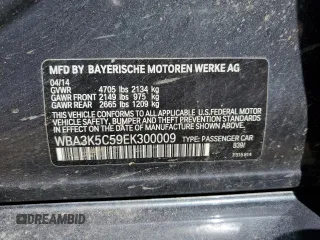 MFD BY BAYERISCHE MOTOREN WERKE AG
04/14
GVWR 4705 lbs 2134 kg
GAWR FRONT 2149 lbs 975 kg
GAWR REAR 2665 lbs 1209 kg
THIS VEHICLE CONFORMS TO ALL APPLICABLE U.S. FEDERAL MOTOR
VEHICLE SAFETY, BUMPER, AND THEFT PREVENTION STANDARDS
IN EFFECT ON THE DATE OF MANUFACTURE SHOWN ABOVE.
WBA3K5C59EK300009 TYPE: PASSENGER CAR
DREAMBID